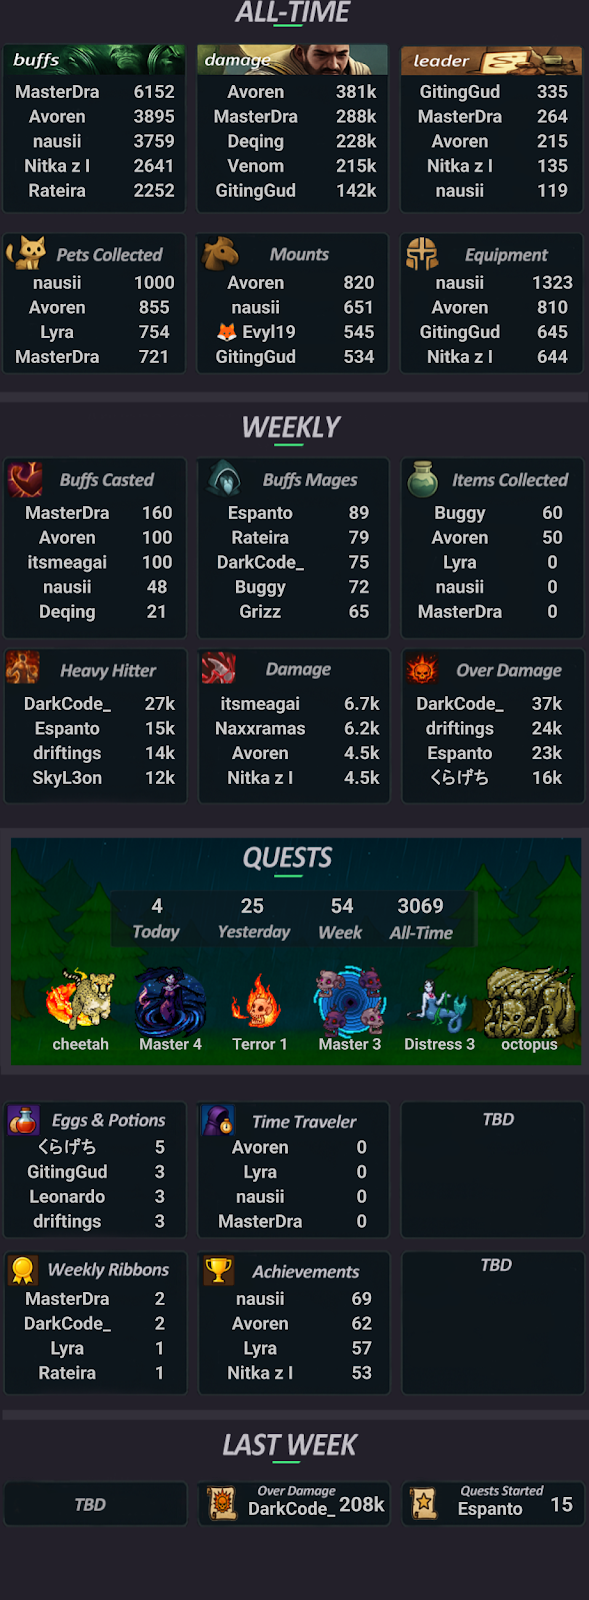 ALL-TIME
buffs
MasterDra 6152
Avoren 3895
nausii 3759
Nitka z l 2641
Rateira 2252
damage
Avoren 381k
MasterDra 288k
Deqing 228k
Venom 215k
GitingGud 142k
leader
GitingGud 335
MasterDra 264
Avoren 215
Nitka z l 135
nausii 119
Pets Collected
nausii 1000
Avoren 855
Lyra 754
MasterDra 721
Mounts
Avoren 820
nausii 651
🦊 Evyl19 545
GitingGud 534
Equipment
nausii 1323
Avoren 810
GitingGud 645
Nitka z l 644
WEEKLY
Buffs Casted
MasterDra 160
Avoren 100
itsmeagai 100
nausii 48
Deqing 21
Buffs Mages
Espanto 89
Rateira 79
DarkCode_ 75
Buggy 72
Grizz 65
Items Collected
Buggy 60
Avoren 50
Lyra 0
nausii 0
MasterDra 0
Heavy Hitter
DarkCode_ 27k
Espanto 15k
driftings 14k
SkyL3on 12k
Damage
itsmeagai 6.7k
Naxxramas 6.2k
Avoren 4.5k
Nitka z l 4.5k
Over Damage
DarkCode_ 37k
driftings 24k
Espanto 23k
くらげち 16k
QUESTS
4 25 54 3069
Today Yesterday Week All-Time
cheetah Master 4 Terror 1 Master 3 Distress 3 octopus
Eggs & Potions
くらげち 5
GitingGud 3
Leonardo 3
driftings 3
Time Traveler
Avoren 0
Lyra 0
nausii 0
MasterDra 0
TBD
Weekly Ribbons
MasterDra 2
DarkCode_ 2
Lyra 1
Rateira 1
Achievements
nausii 69
Avoren 62
Lyra 57
Nitka z l 53
TBD
LAST WEEK
TBD
Over Damage
DarkCode_ 208k
Quests Started
Espanto 15